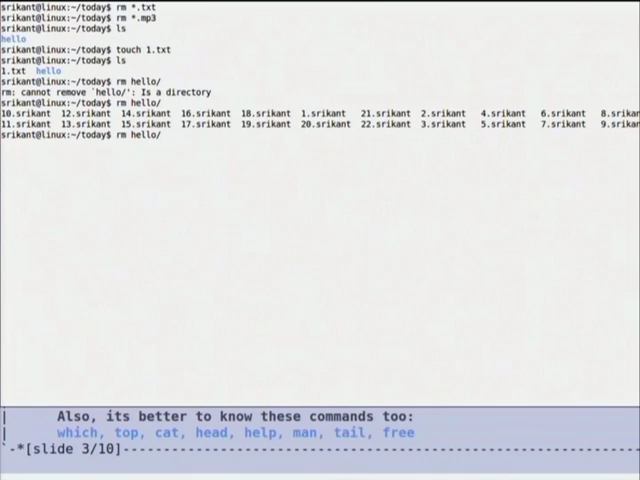 srikant@linux:~/today$ rm *.txt
srikant@linux:~/today$ rm *.mp3
srikant@linux:~/today$ ls
hello
srikant@linux:~/today$ touch 1.txt
srikant@linux:~/today$ ls
1.txt  hello
srikant@linux:~/today$ rm hello/
rm: cannot remove `hello/': Is a directory
srikant@linux:~/today$ rm hello/
10.srikant  12.srikant  14.srikant  16.srikant  18.srikant  1.srikant  21.srikant  2.srikant  4.srikant  6.srikant  8.srikant
11.srikant  13.srikant  15.srikant  17.srikant  19.srikant  20.srikant  22.srikant  3.srikant  5.srikant  7.srikant  9.srikant
srikant@linux:~/today$ rm hello/
| Also, its better to know these commands too:
| which, top, cat, head, help, man, tail, free
`-*[slide 3/10]--------------------------------------------------------------